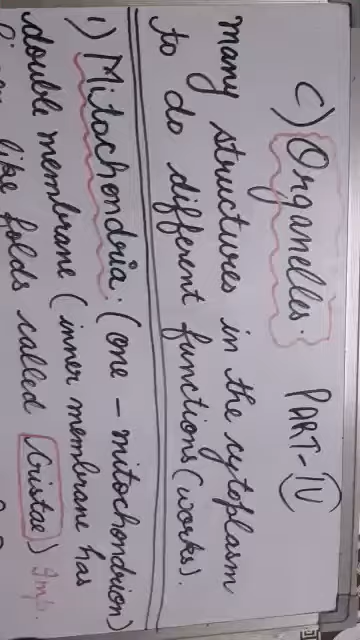 C) Organelles. PART-IV
many structures in the cytoplasm
to do different functions (works).
1) Mitochondria. (one - mitochondrion)
double membrane (inner membrane has
like folds called Cristae) Imp.